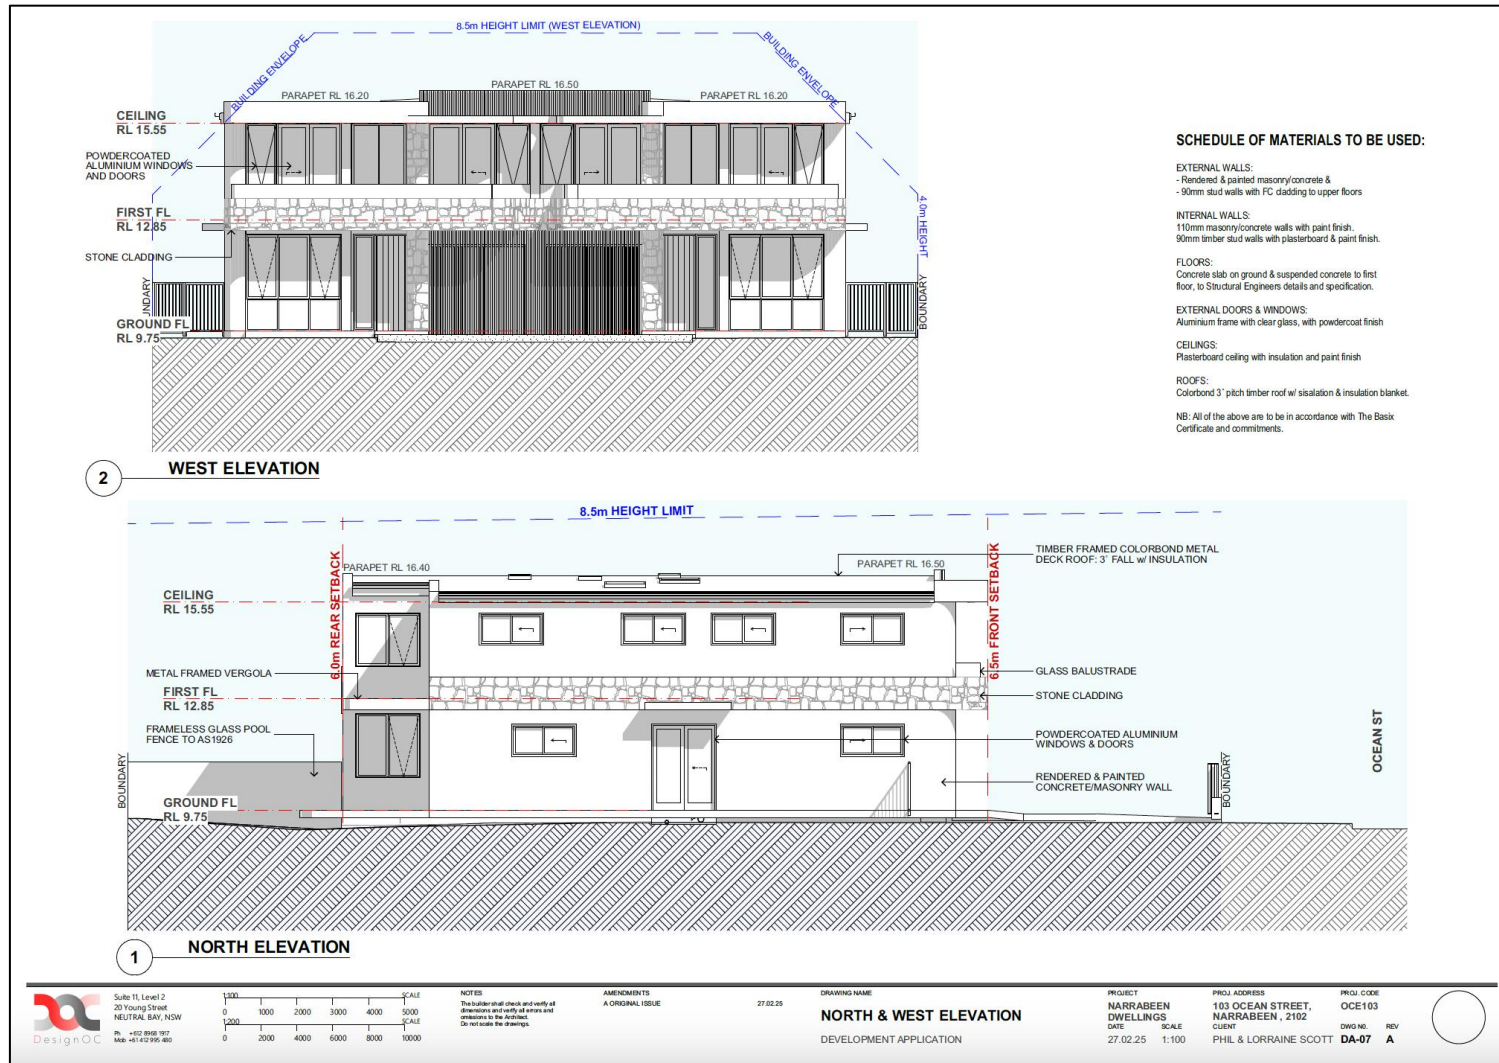 8.5m HEIGHT LIMIT (WEST ELEVATION)
BUILDING ENVELOPE
BUILDING ENVELOPE
PARAPET RL 16.20
PARAPET RL 16.50
PARAPET RL 16.20
CEILING
RL 15.55
POWDERCOATED
ALUMINIUM WINDOWS
AND DOORS
FIRST FL
RL 12.85
STONE CLADDING
4.0m HEIGHT
NDARY
BOUNDARY
GROUND FL
RL 9.75
2
WEST ELEVATION
SCHEDULE OF MATERIALS TO BE USED:
EXTERNAL WALLS:
- Rendered & painted masonry/concrete &
- 90mm stud walls with FC cladding to upper floors
INTERNAL WALLS:
110mm masonry/concrete walls with paint finish.
90mm timber stud walls with plasterboard & paint finish.
FLOORS:
Concrete slab on ground & suspended concrete to first
floor, to Structural Engineers details and specification.
EXTERNAL DOORS & WINDOWS:
Aluminium frame with clear glass, with powdercoat finish
CEILINGS:
Plasterboard ceiling with insulation and paint finish
ROOFS:
Colorbond 3° pitch timber roof w/ sisalation & insulation blanket.
NB: All of the above are to be in accordance with The Basix
Certificate and commitments.
8.5m HEIGHT LIMIT
6.0m REAR SETBACK
6.5m FRONT SETBACK
PARAPET RL 16.40
PARAPET RL 16.50
TIMBER FRAMED COLORBOND METAL
DECK ROOF: 3° FALL w/ INSULATION
CEILING
RL 15.55
METAL FRAMED VERGOLA
FIRST FL
RL 12.85
FRAMELESS GLASS POOL
FENCE TO AS1926
GLASS BALUSTRADE
STONE CLADDING
POWDERCOATED ALUMINIUM
WINDOWS & DOORS
RENDERED & PAINTED
CONCRETE/MASONRY WALL
BOUNDARY
GROUND FL
RL 9.75
BOUNDARY
OCEAN ST
1
NORTH ELEVATION
DOC
DesignOC
Suite 11, Level 2
20 Young Street
NEUTRAL BAY, NSW
Ph +612 8968 1917
Mob +61 412 995 480
1:100 SCALE
0 1000 2000 3000 4000 5000
1:200 SCALE
0 2000 4000 6000 8000 10000
NOTES
The builder shall check and verify all
dimensions and verify all errors and
omissions to the Architect.
Do not scale the drawings.
AMENDMENTS
A ORIGINAL ISSUE 27.02.25
DRAWING NAME
NORTH & WEST ELEVATION
DEVELOPMENT APPLICATION
PROJECT
NARRABEEN
DWELLINGS
DATE SCALE
27.02.25 1:100
PROJ. ADDRESS
103 OCEAN STREET,
NARRABEEN , 2102
CLIENT
PHIL & LORRAINE SCOTT
PROJ. CODE
OCE103
DWG NO. REV
DA-07 A